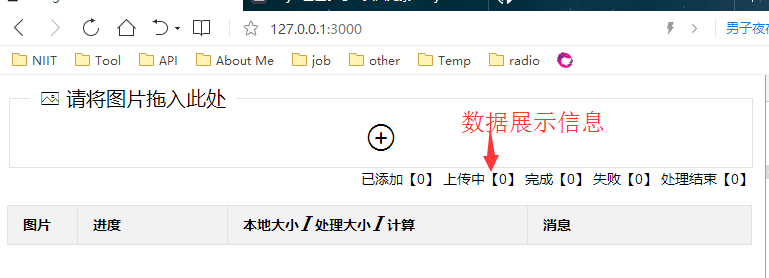 127.0.0.1:3000
男子夜夜
NIIT Tool API About Me job other Temp radio
请将图片拖入此处
数据展示信息
已添加【0】 上传中【0】 完成【0】 失败【0】 处理结束【0】
图片 进度 本地大小 / 处理大小 / 计算 消息